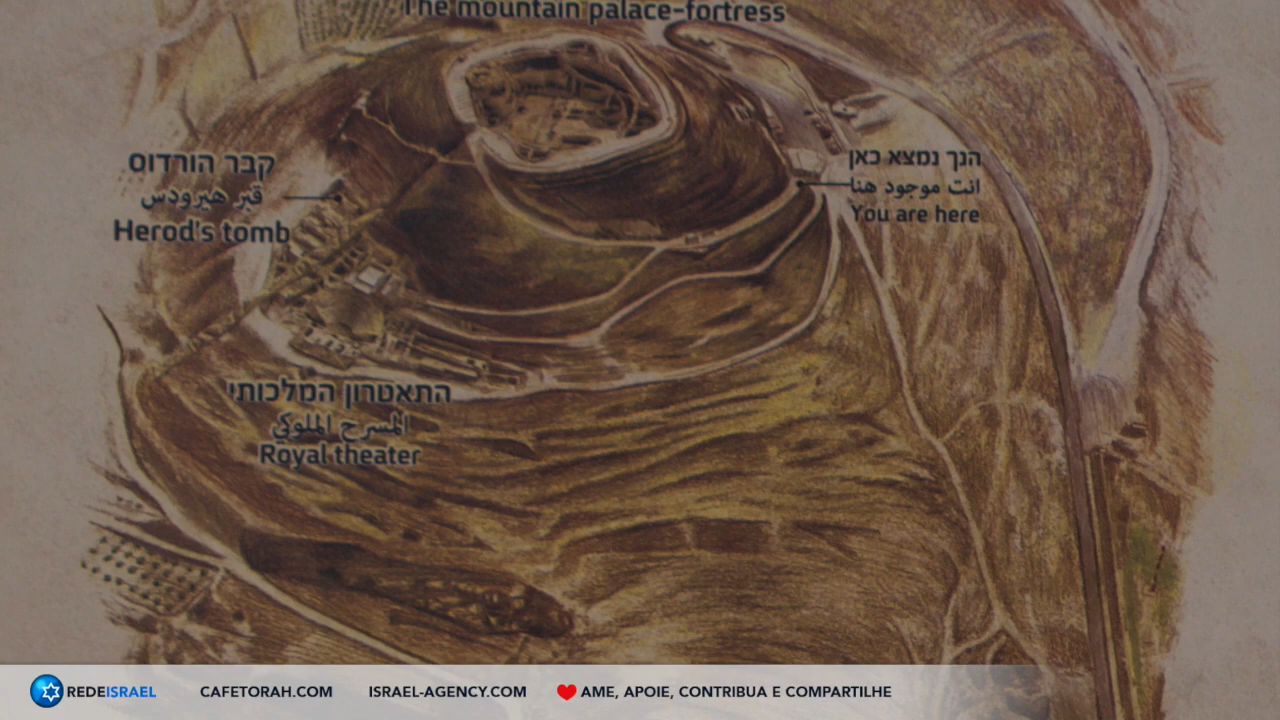 The mountain palace-fortress
קבר הורדוס
قبر هيرودس
Herod's tomb
הנך נמצא כאן
انت موجود هنا
You are here
התאטרון המלכותי
المسرح الملوكي
Royal theater
REDEISRAEL CAFETORAH.COM ISRAEL-AGENCY.COM AME, APOIE, CONTRIBUA E COMPARTILHE